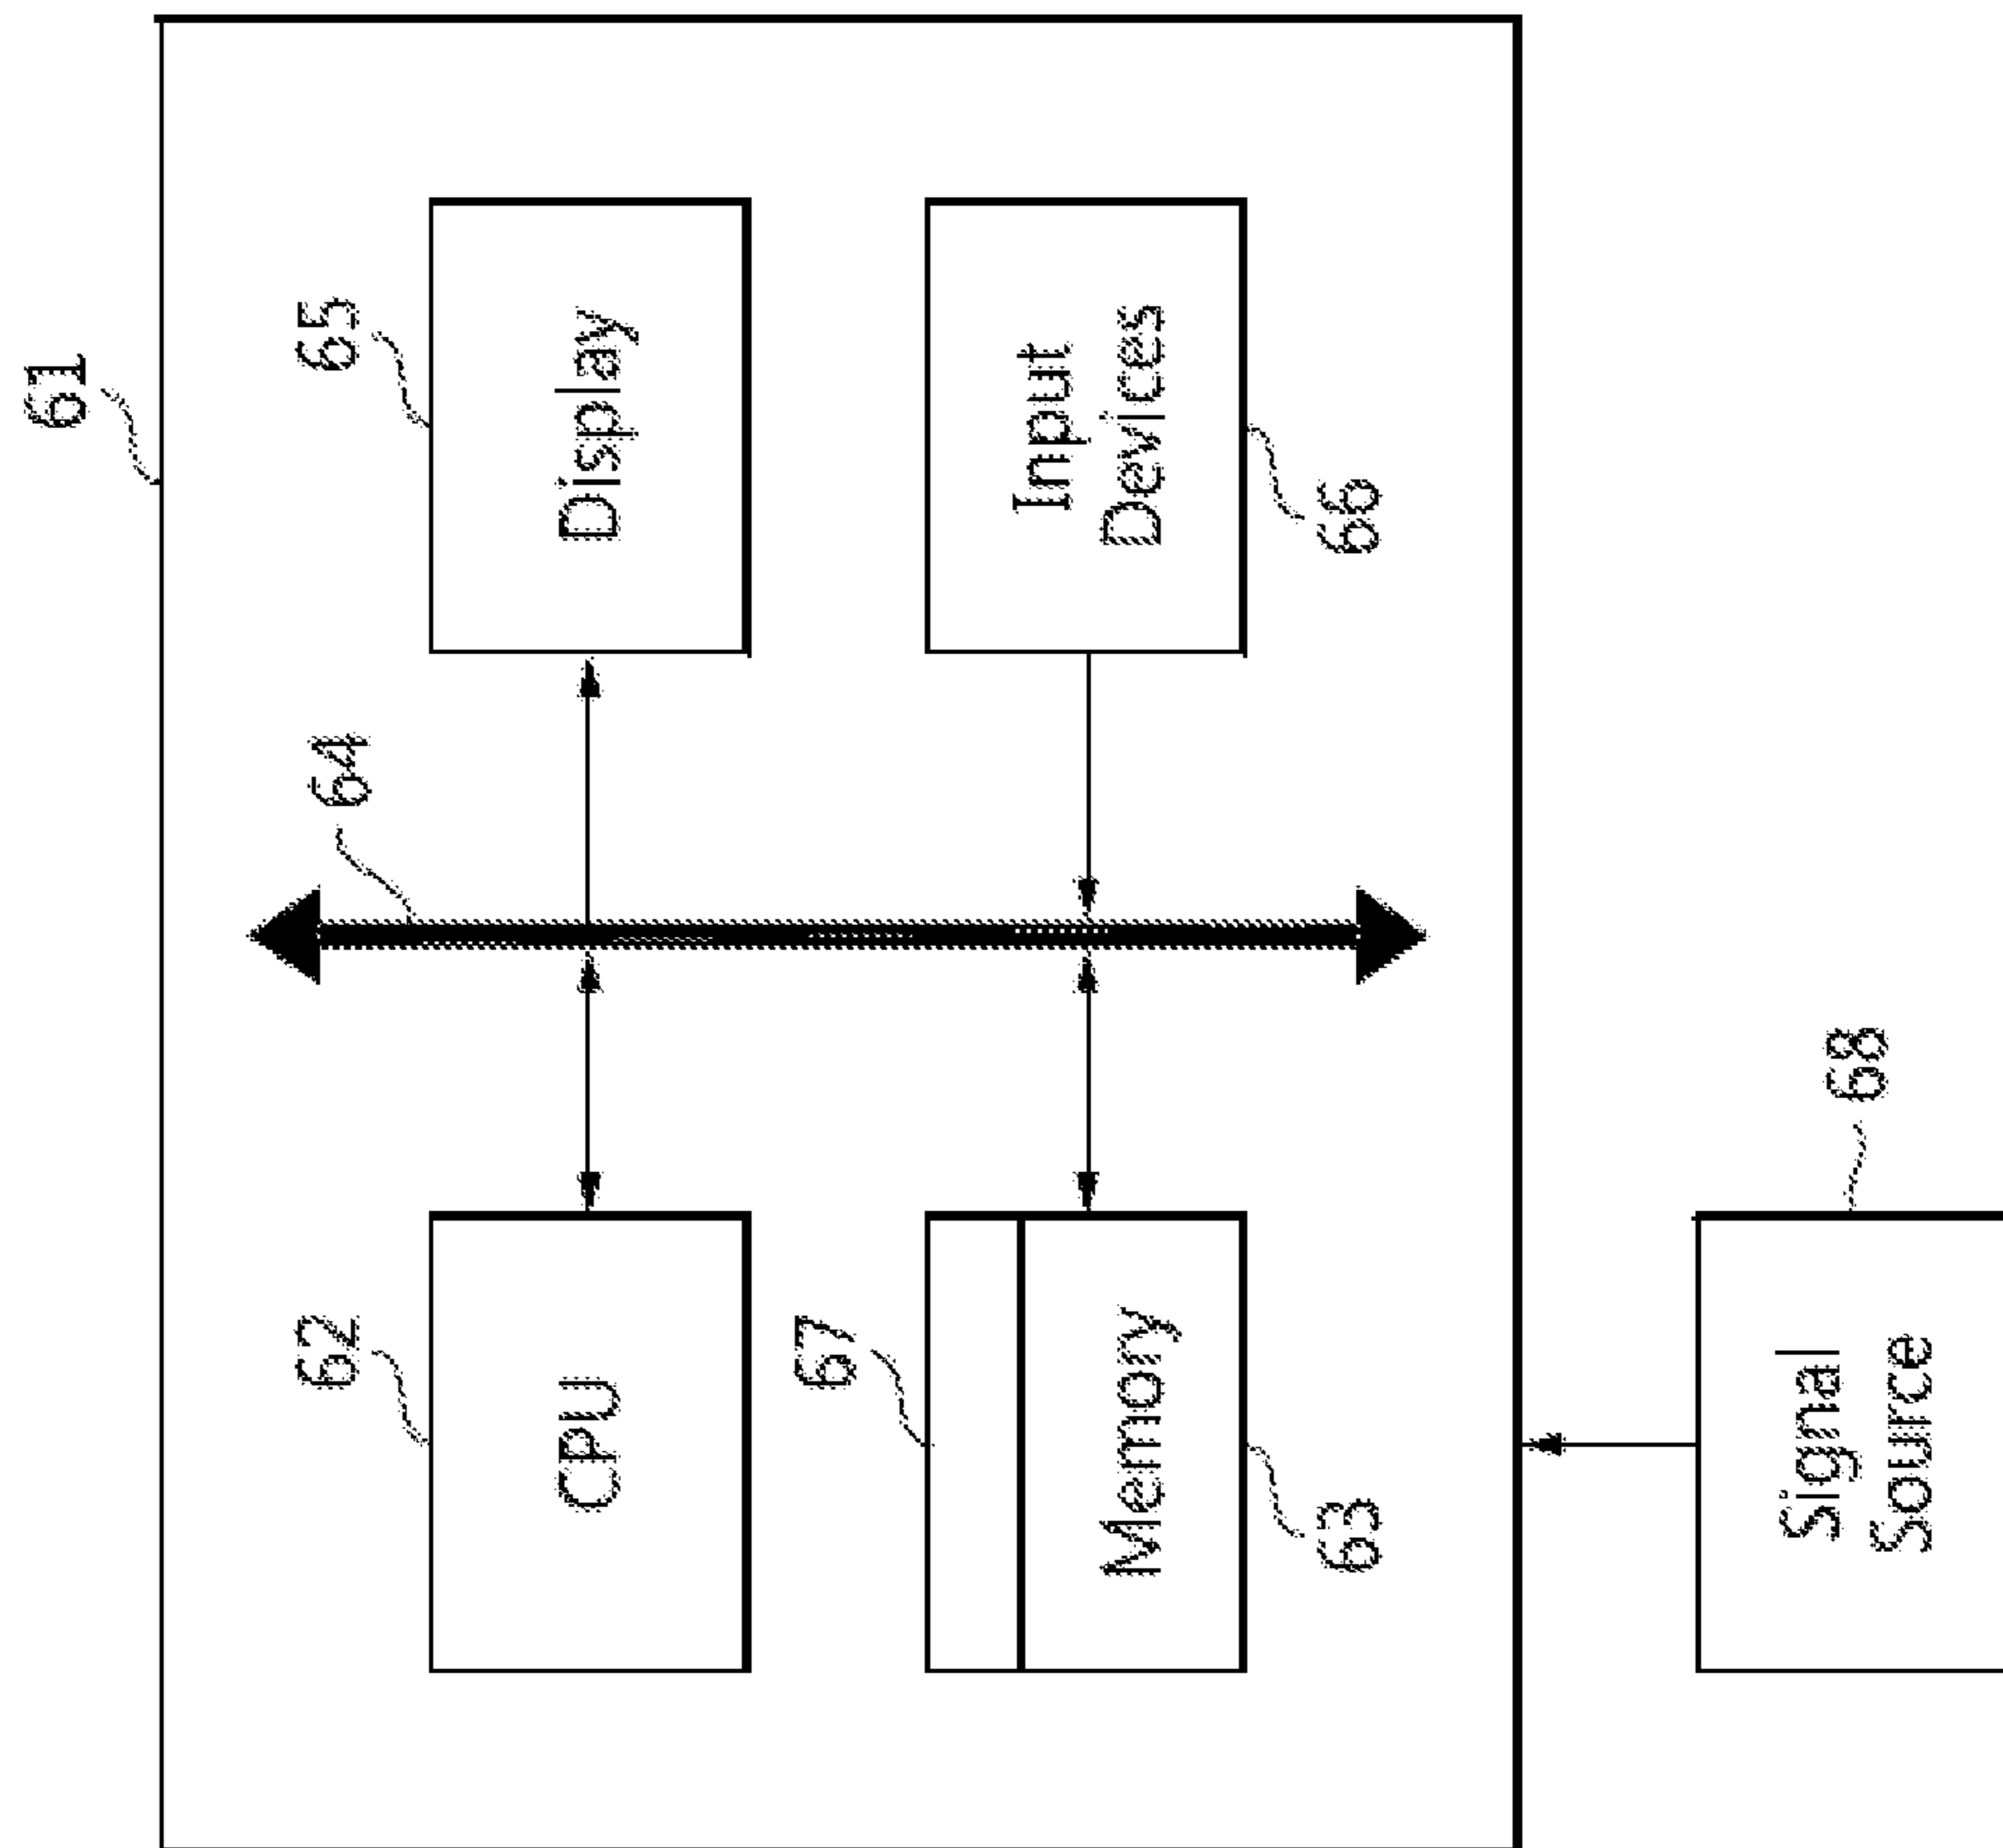 61
62
CPU
65
Display
64
67
Memory
63
Input
Devices
66
Signal
Source
68